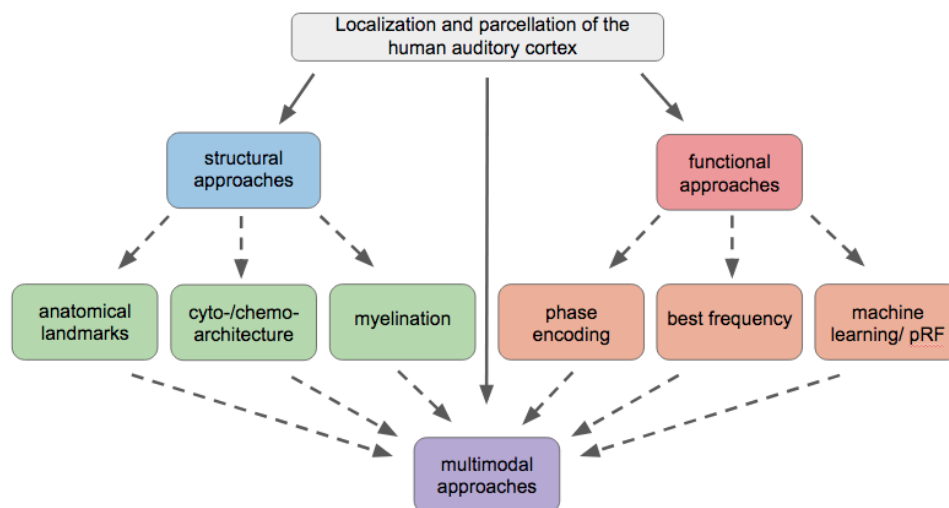 Localization and parcellation of the
human auditory cortex
structural
approaches
functional
approaches
anatomical
landmarks
cyto-/chemo-
architecture
myelination
phase
encoding
best frequency
machine
learning/ pRF
multimodal
approaches